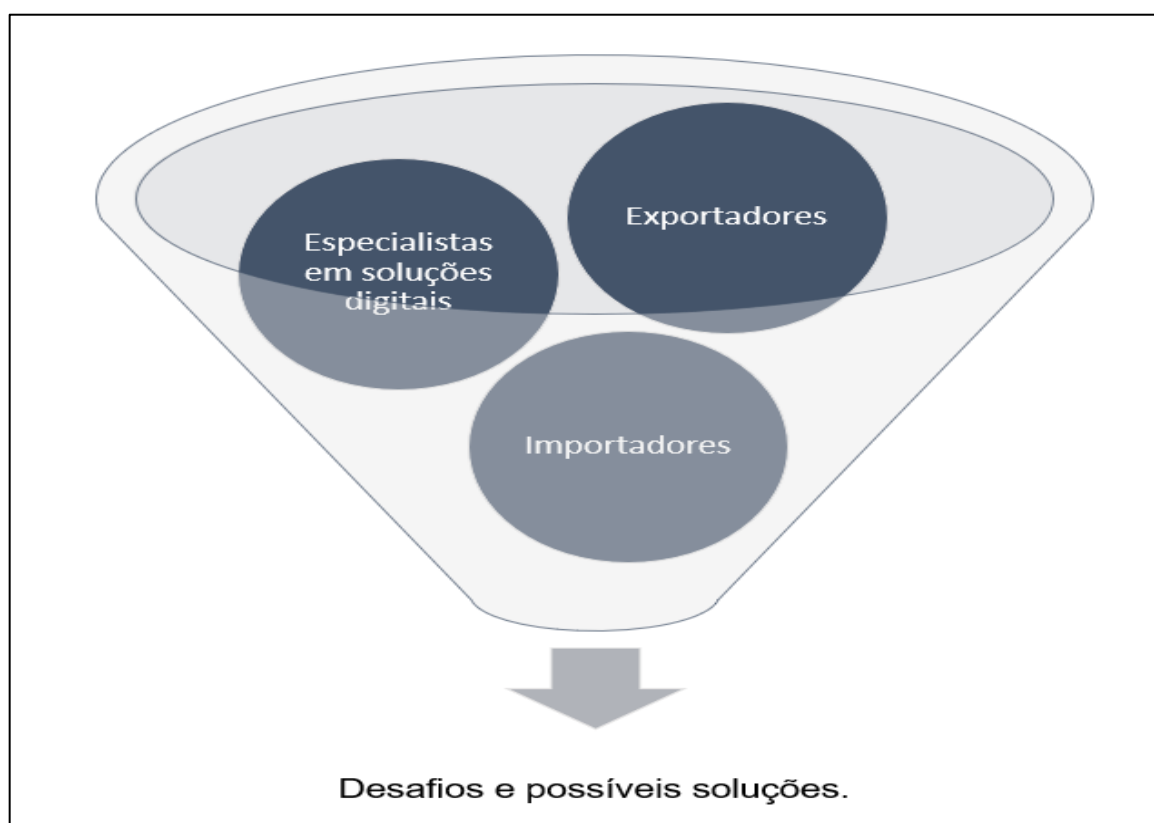 Exportadores
Especialistas
em soluções
digitais
Importadores
Desafios e possíveis soluções.